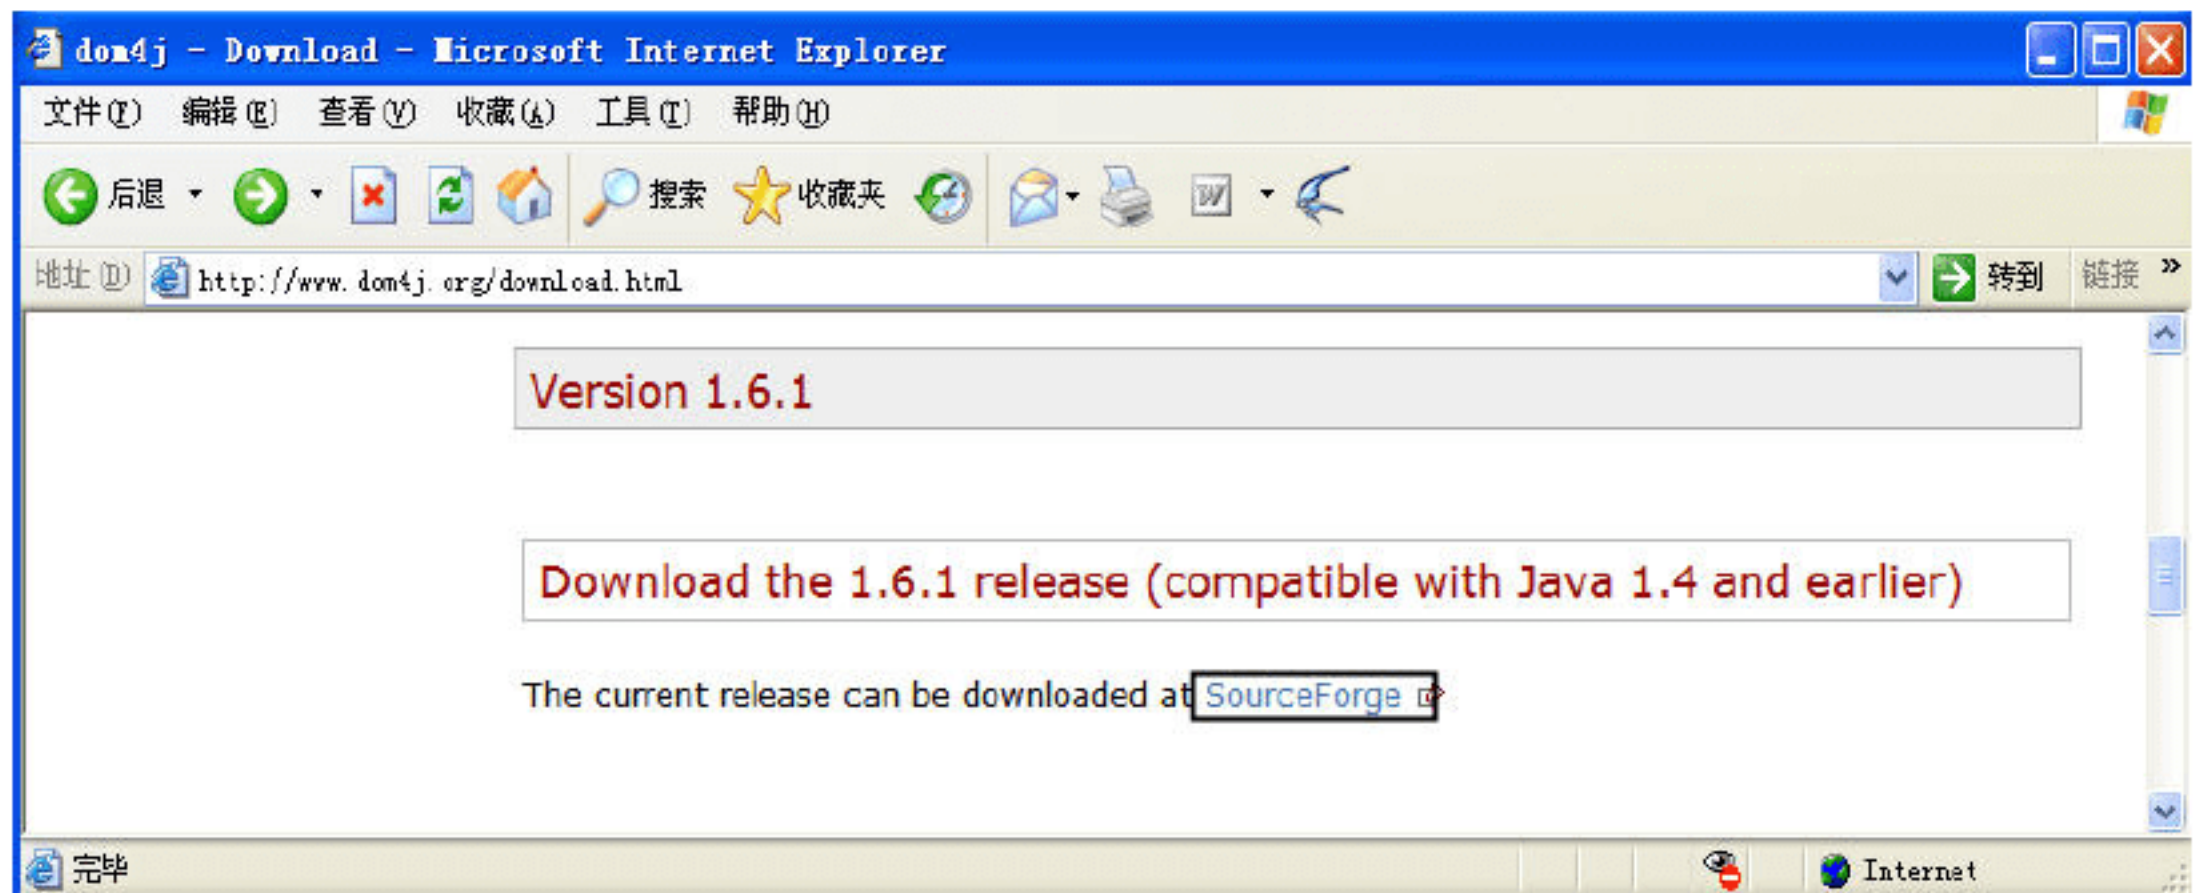 dom4j - Download - Microsoft Internet Explorer
文件(F) 编辑(E) 查看(V) 收藏(A) 工具(T) 帮助(H)
后退 搜索 收藏夹
地址(D) http://www.dom4j.org/download.html 转到 链接 »
Version 1.6.1
Download the 1.6.1 release (compatible with Java 1.4 and earlier)
The current release can be downloaded at SourceForge
完毕 Internet